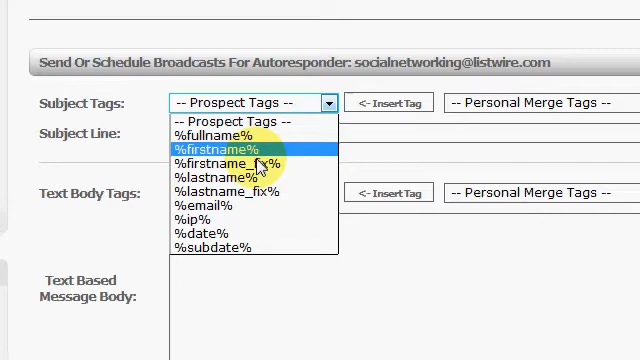 Send Or Schedule Broadcasts For Autoresponder: socialnetworking@listwire.com
Subject Tags: -- Prospect Tags -- <- Insert Tag -- Personal Merge Tags --
-- Prospect Tags --
%fullname%
Subject Line:
%firstname%
%firstname_fix%
%lastname%
%lastname_fix%
Text Body Tags: <- Insert Tag -- Personal Merge Tags --
%email%
%ip%
%date%
%subdate%
Text Based
Message Body: